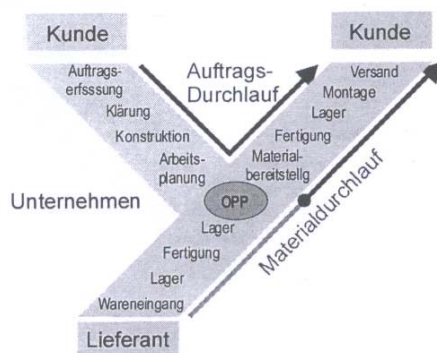 Kunde
Kunde
Auftrags-
erfsssung
Klärung
Konstruktion
Arbeits-
planung
Auftrags-
Durchlauf
Versand
Montage
Lager
Fertigung
Material-
bereitstellg
Unternehmen
OPP
Lager
Fertigung
Lager
Wareneingang
Materialdurchlauf
Lieferant